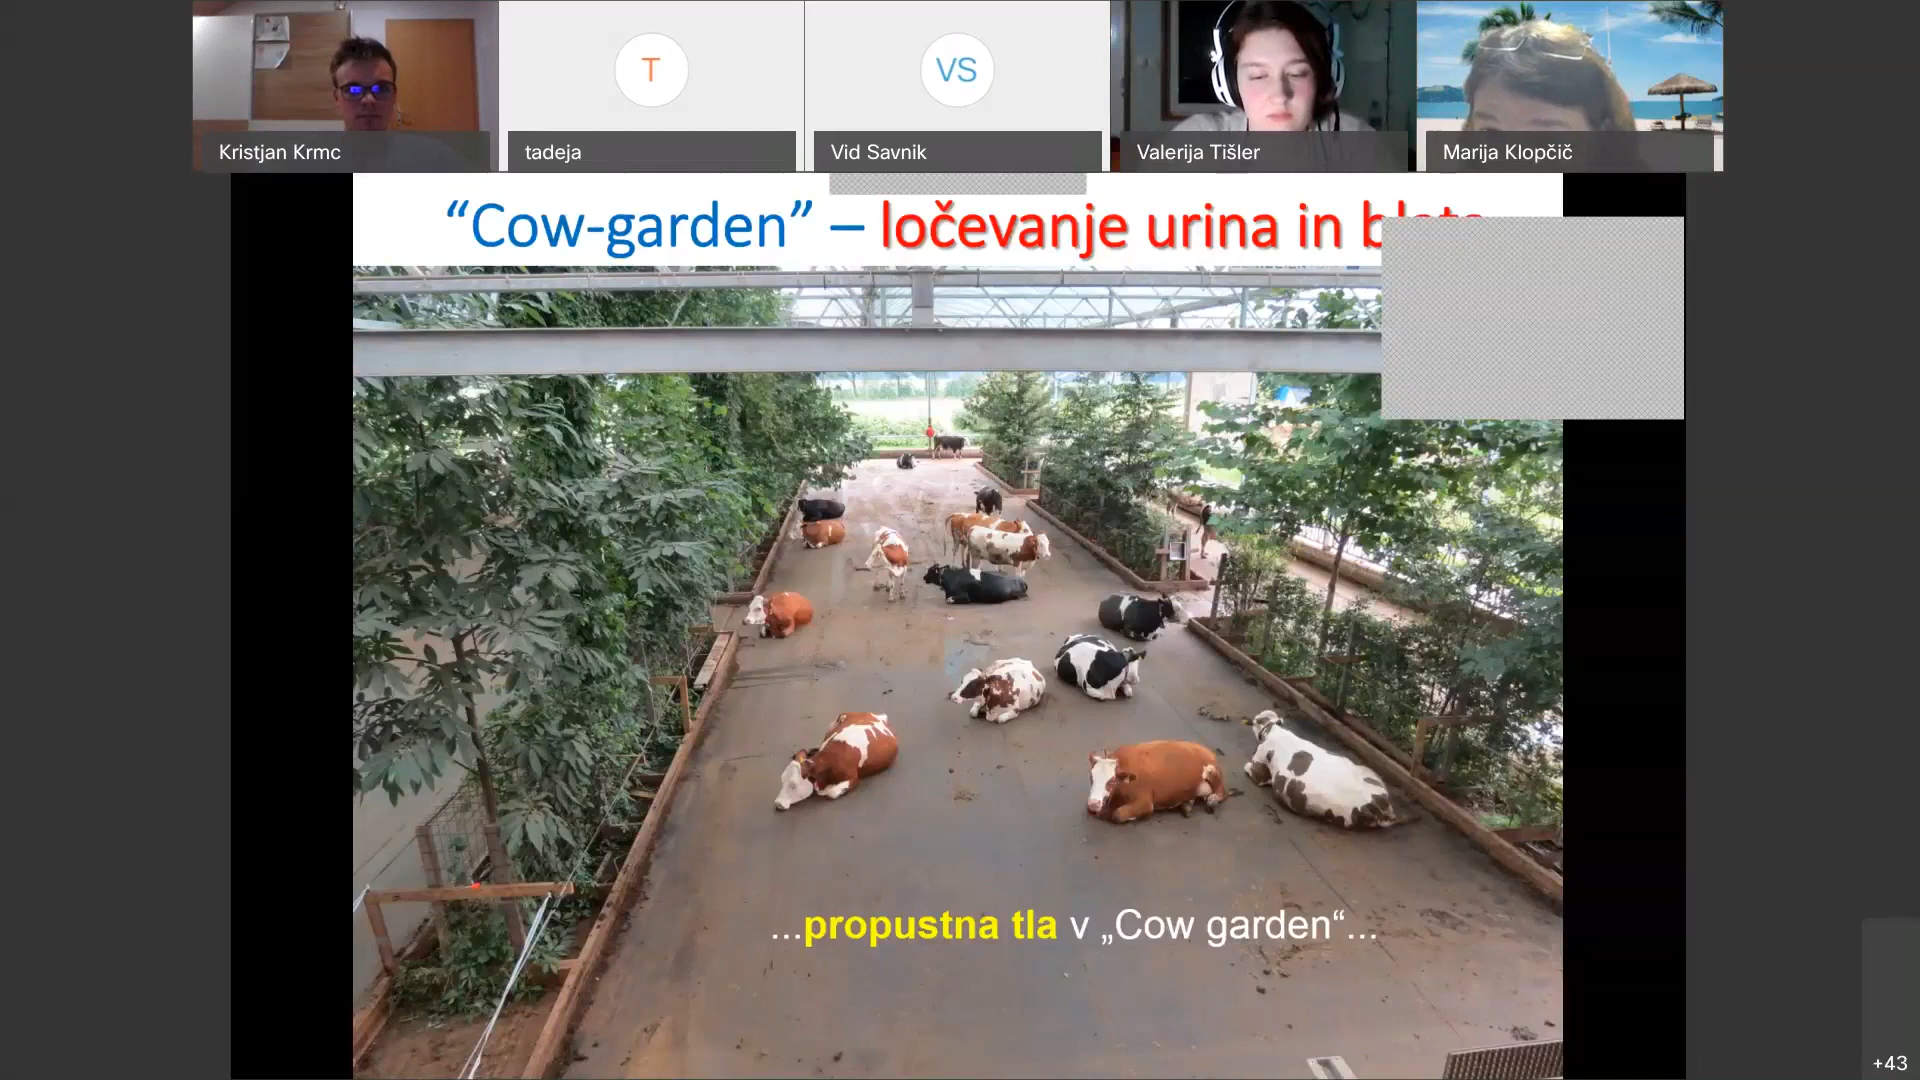 Kristjan Krmc
T
tadeja
VS
Vid Savnik
Valerija Tišler
Marija Klopčič
“Cow-garden” – ločevanje urina in
...propustna tla v „Cow garden“...
+43